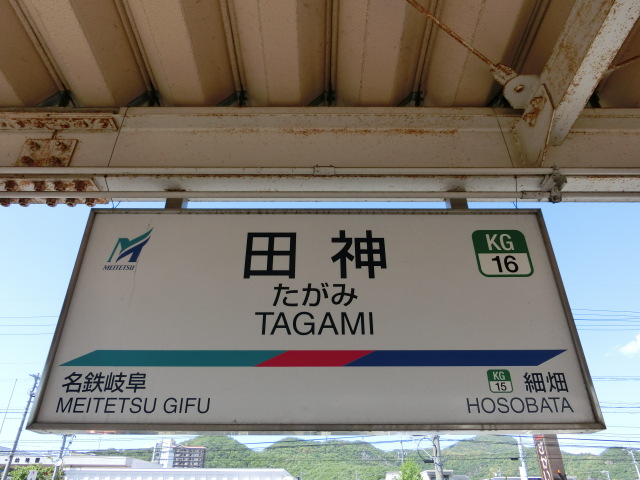 MEITETSU
田神
たがみ
TAGAMI
KG
16
名鉄岐阜
MEITETSU GIFU
KG
15
細畑
HOSOBATA